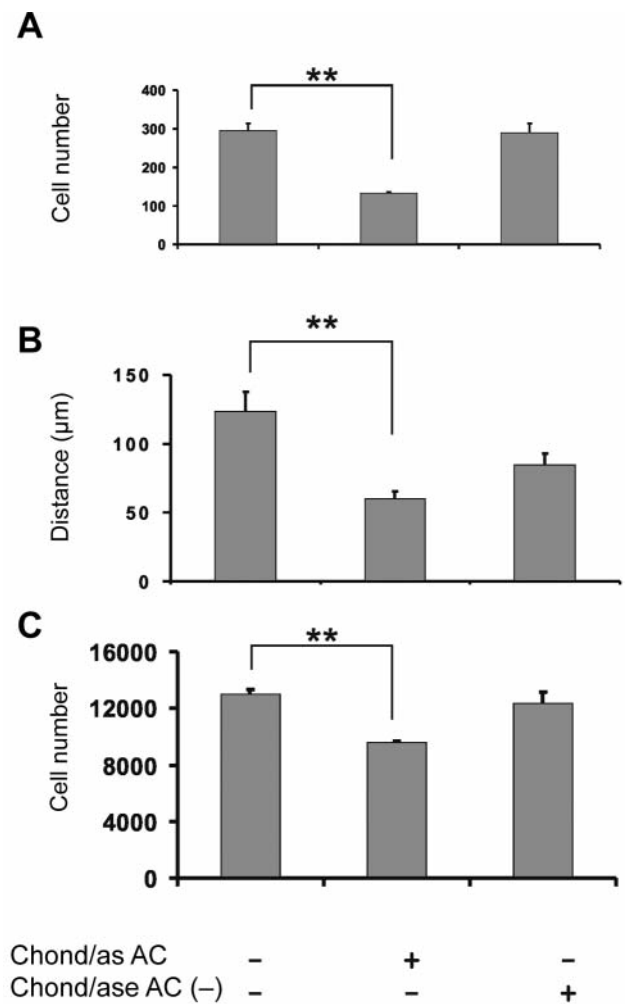 A
**
Cell number
400
300
200
100
0
B
**
Distance (µm)
150
100
50
0
C
**
Cell number
16000
12000
8000
4000
0
Chond/as AC – + –
Chond/ase AC (–) – – +